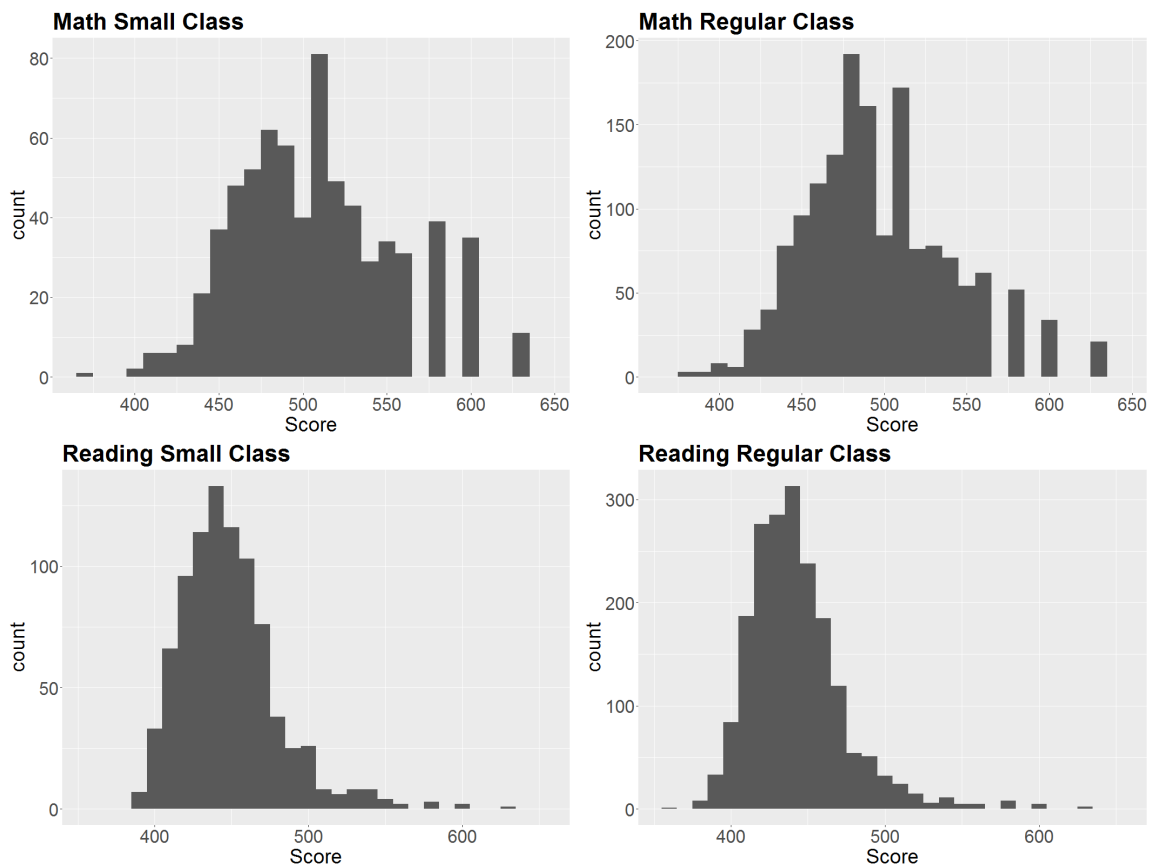 Math Small Class
80
60
40
20
0
count
400 450 500 550 600 650
Score
Math Regular Class
200
150
100
50
0
count
400 450 500 550 600 650
Score
Reading Small Class
100
50
0
count
400 500 600
Score
Reading Regular Class
300
200
100
0
count
400 500 600
Score